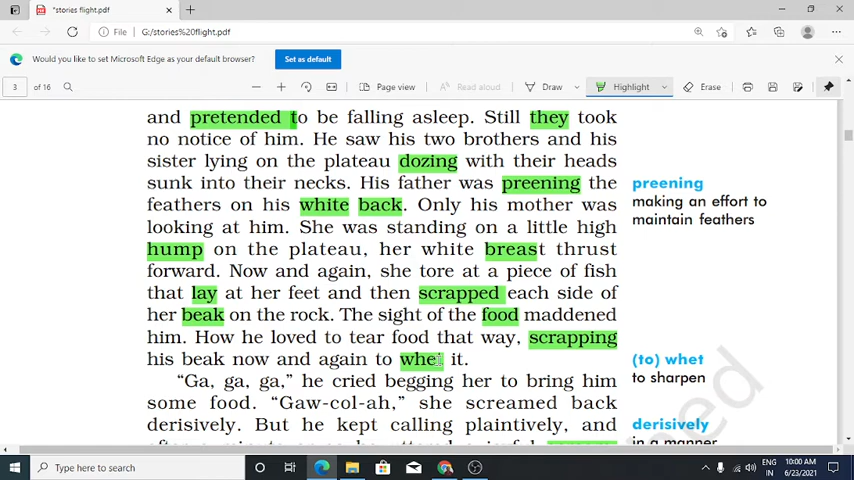 *stories flight.pdf
File
G:/stories%20flight.pdf
Would you like to set Microsoft Edge as your default browser?
Set as default
3 of 16
Page view
Read aloud
Draw
Highlight
Erase
and pretended to be falling asleep. Still they took
no notice of him. He saw his two brothers and his
sister lying on the plateau dozing with their heads
sunk into their necks. His father was preening the
feathers on his white back. Only his mother was
looking at him. She was standing on a little high
hump on the plateau, her white breast thrust
forward. Now and again, she tore at a piece of fish
that lay at her feet and then scrapped each side of
her beak on the rock. The sight of the food maddened
him. How he loved to tear food that way, scrapping
his beak now and again to whet it.
"Ga, ga, ga," he cried begging her to bring him
some food. "Gaw-col-ah," she screamed back
derisively. But he kept calling plaintively, and
preening
making an effort to
maintain feathers
(to) whet
to sharpen
derisively
in a manner
Type here to search
ENG
IN
10:00 AM
6/23/2021